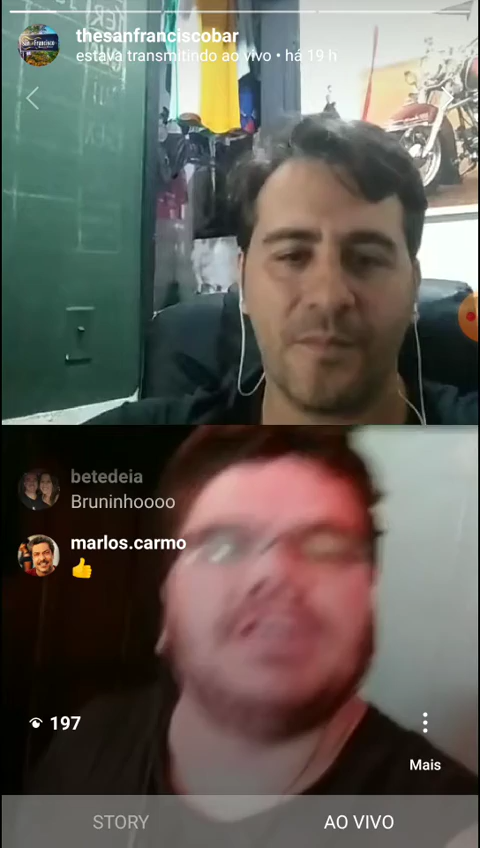 thesanfranciscobar
estava transmitindo ao vivo • há 19 h
betedeia
Bruninhoooo
marlos.carmo
👍
197
Mais
STORY
AO VIVO